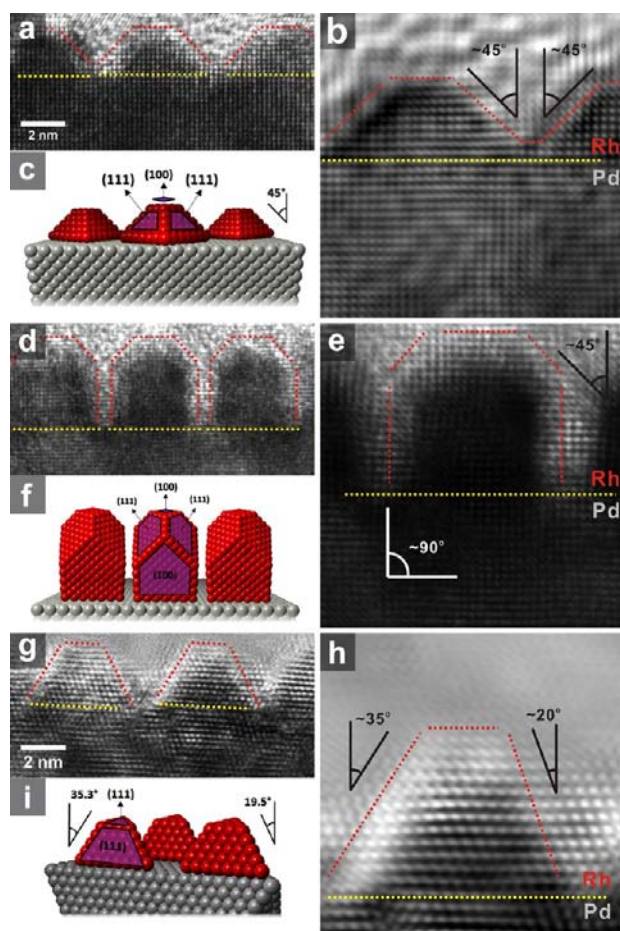 a
2 nm
b
~45° ~45°
Rh
Pd
c
(111) (100) (111)
45°
d
e
~45°
Rh
Pd
~90°
f
(111) (100) (111)
(100)
g
2 nm
h
~35° ~20°
Rh
Pd
i
35.3° (111) 19.5°
(111)